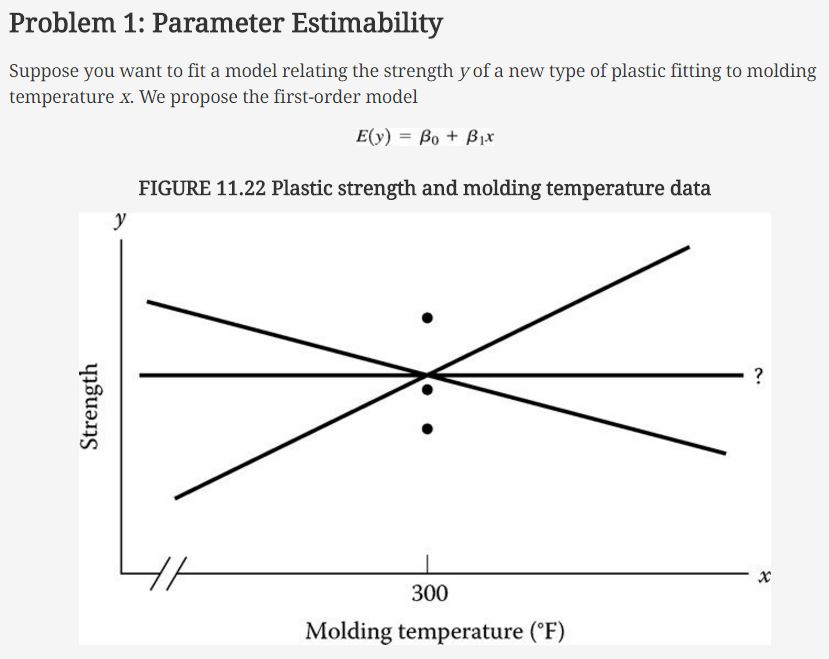 Problem 1: Parameter Estimability
Suppose you want to fit a model relating the strength y of a new type of plastic fitting to molding
temperature x. We propose the first-order model
E(y) = β₀ + β₁x
FIGURE 11.22 Plastic strength and molding temperature data
y
Strength
?
x
300
Molding temperature (°F)